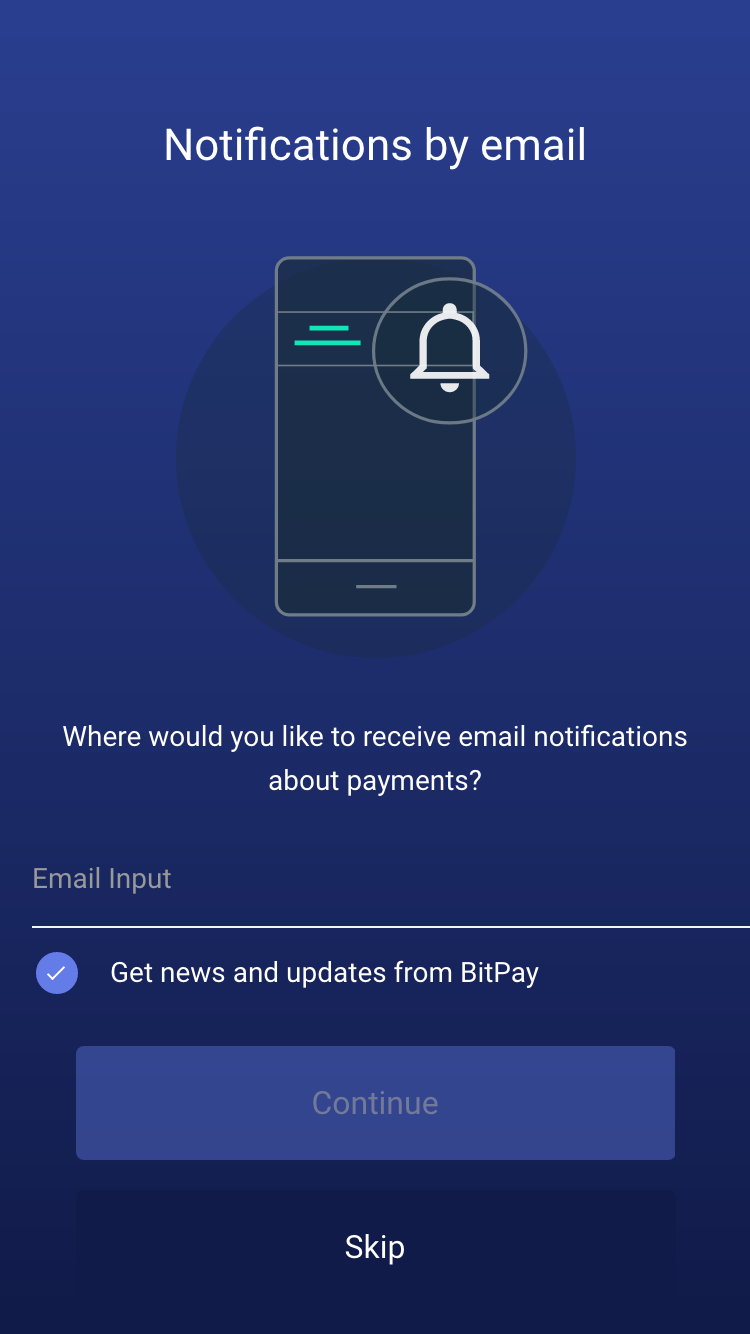 Notifications by email
Where would you like to receive email notifications
about payments?
Email Input
Get news and updates from BitPay
Continue
Skip